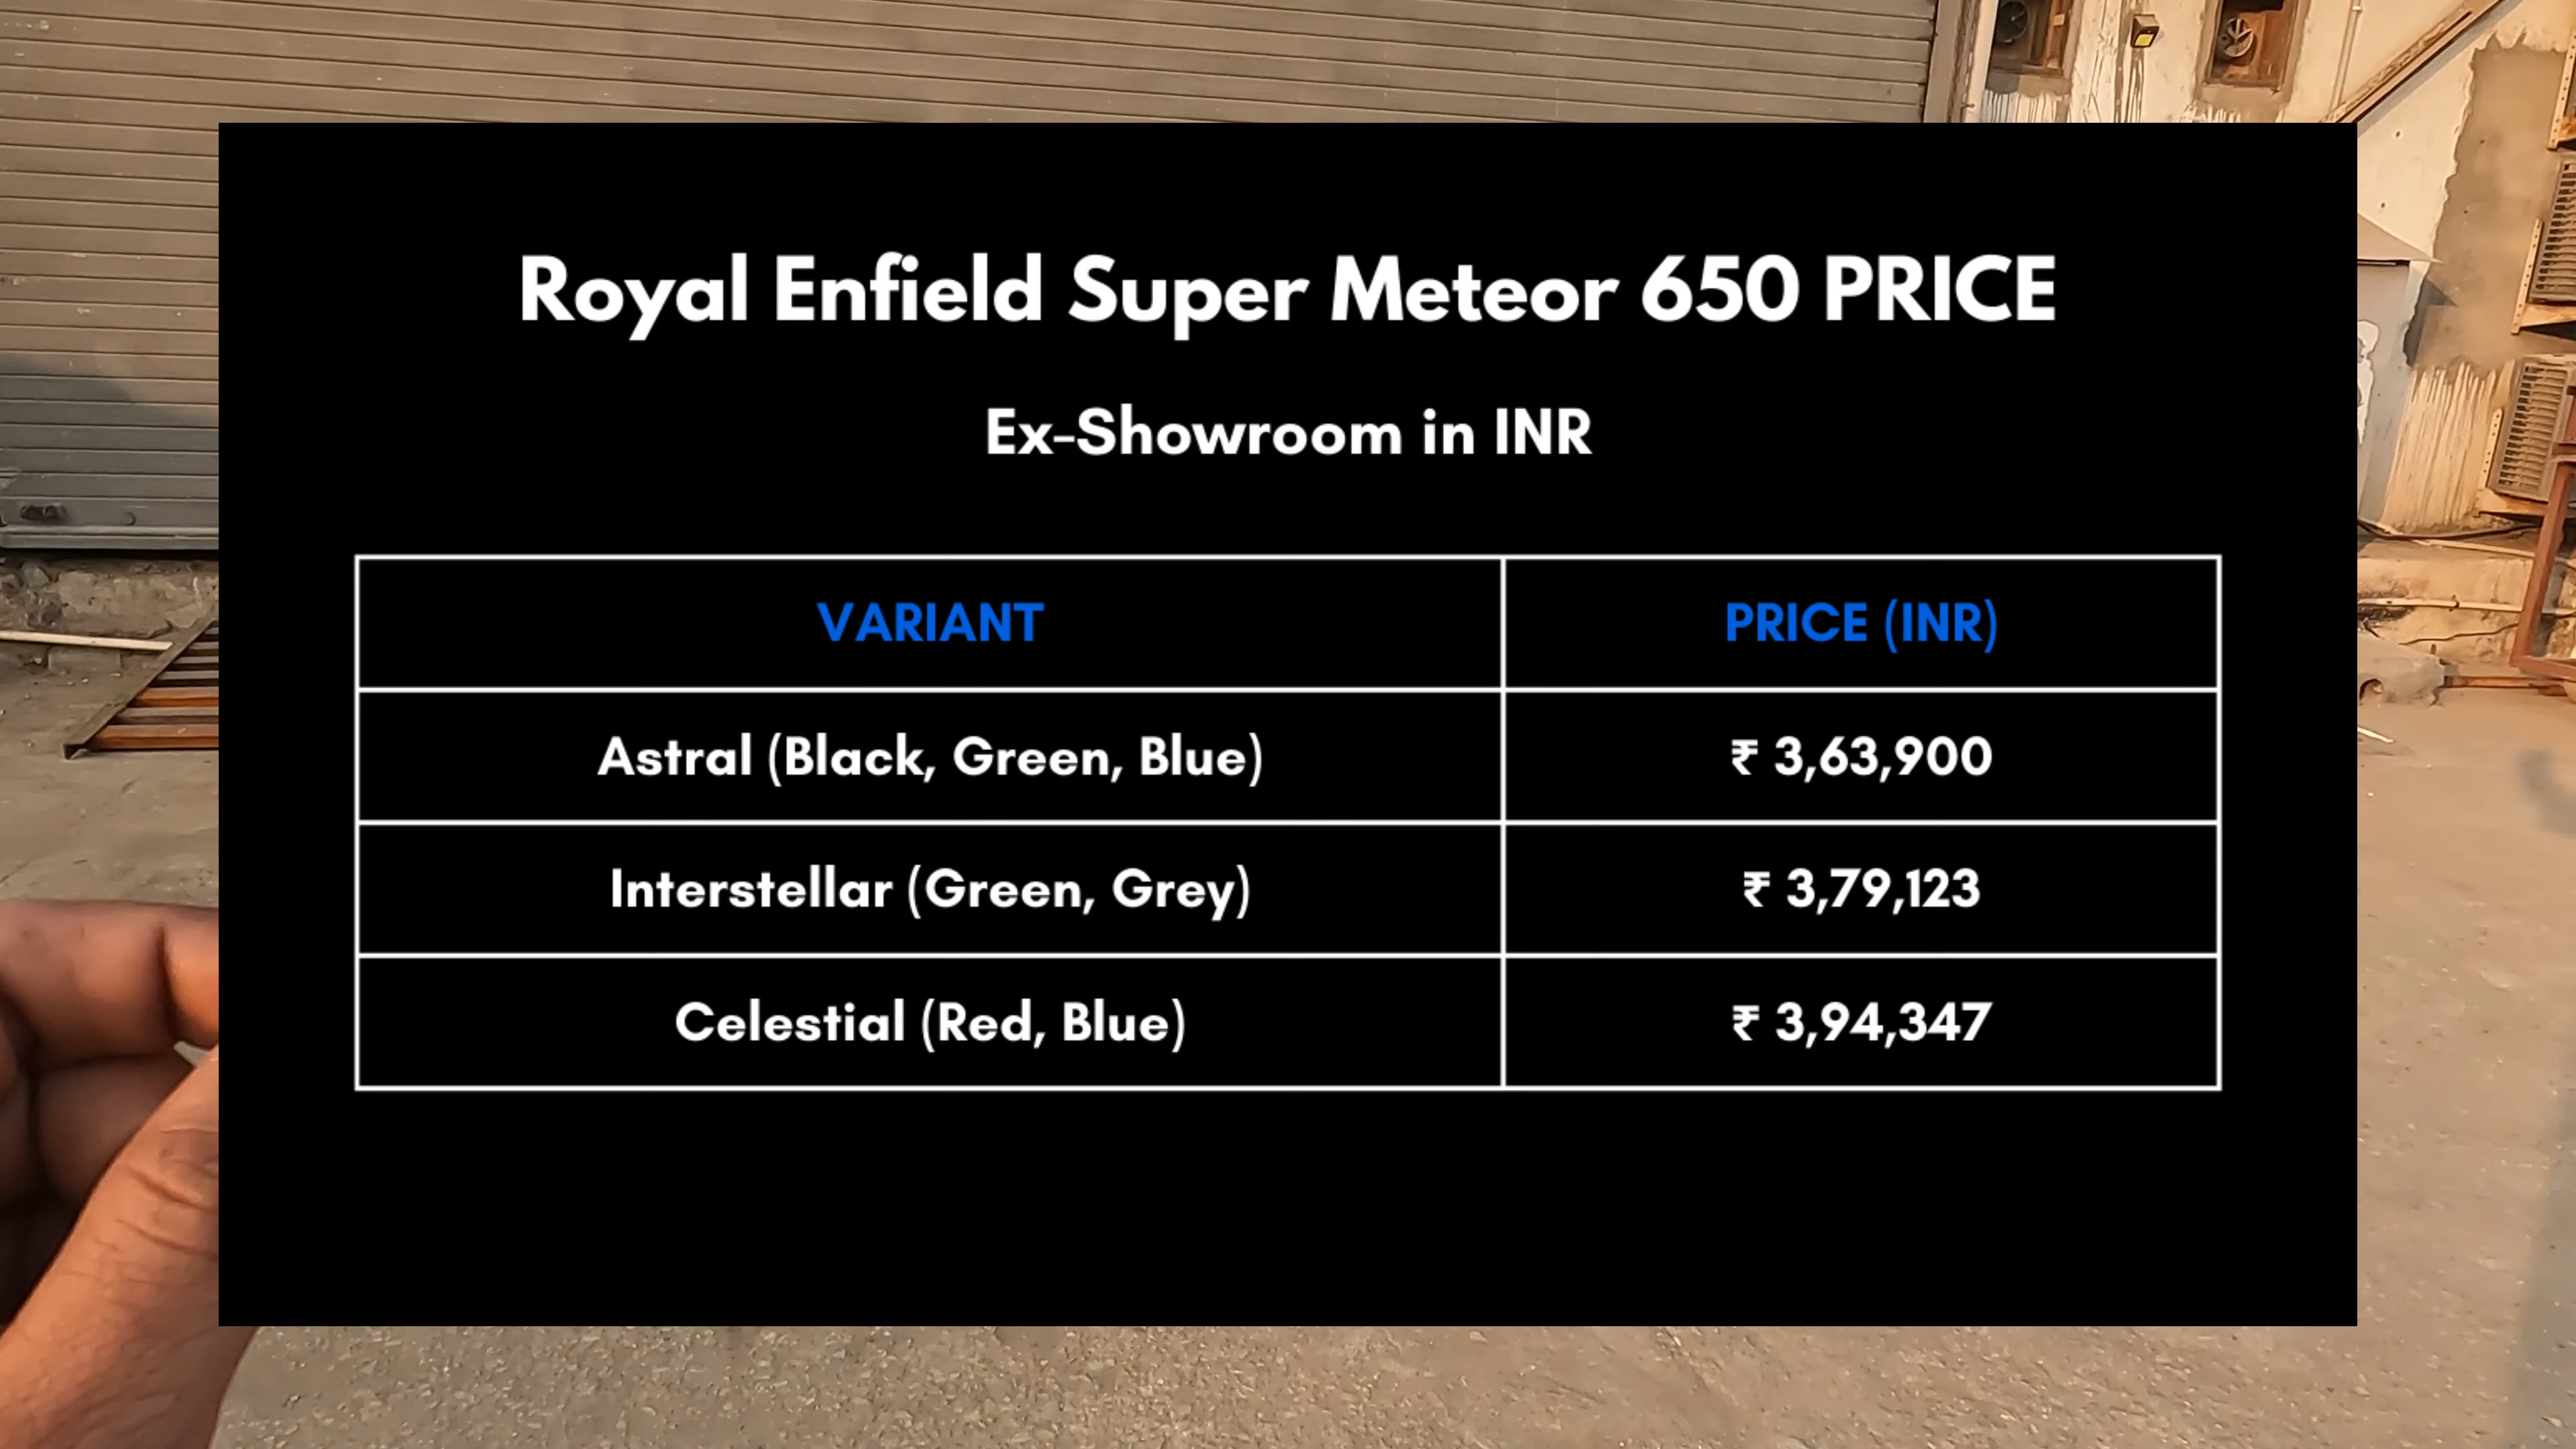 Royal Enfield Super Meteor 650 PRICE
Ex-Showroom in INR
VARIANT PRICE (INR)
Astral (Black, Green, Blue) ₹ 3,63,900
Interstellar (Green, Grey) ₹ 3,79,123
Celestial (Red, Blue) ₹ 3,94,347